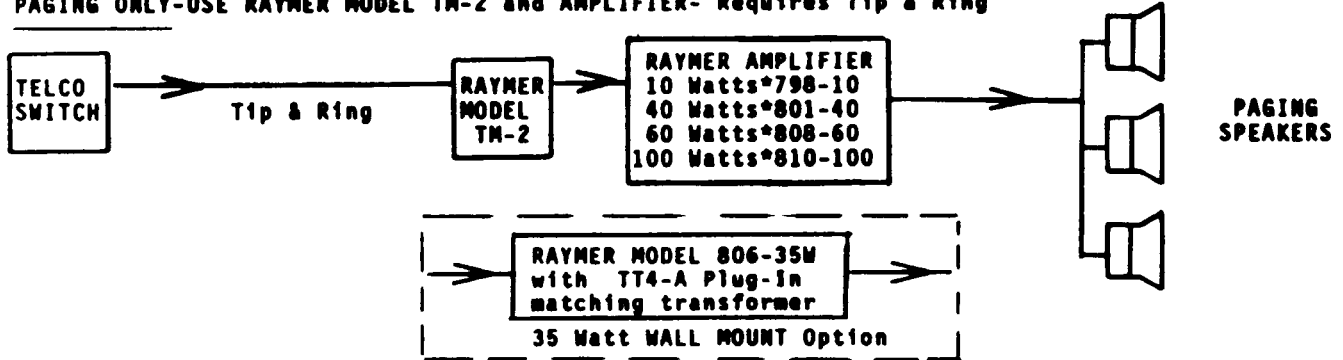 PAGING ONLY-USE RAYMER MODEL TM-2 and AMPLIFIER- Requires Tip & Ring
TELCO
SWITCH
Tip & Ring
RAYMER
MODEL
TM-2
RAYMER AMPLIFIER
10 Watts*798-10
40 Watts*801-40
60 Watts*808-60
100 Watts*810-100
PAGING
SPEAKERS
RAYMER MODEL 806-35W
with TT4-A Plug-In
matching transformer
35 Watt WALL MOUNT Option